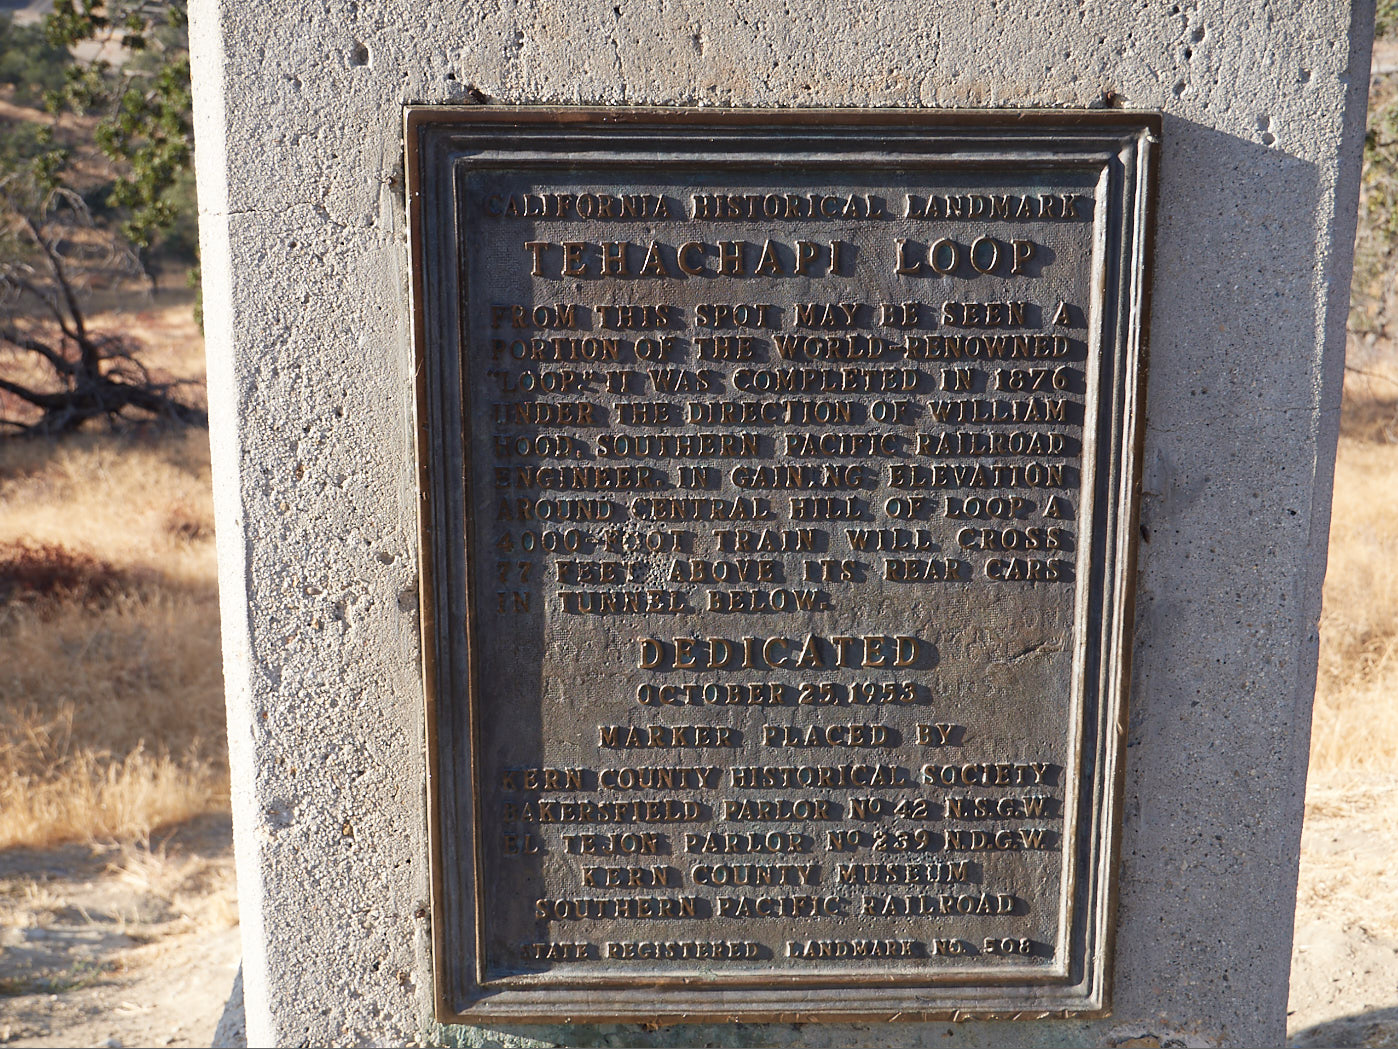 CALIFORNIA HISTORICAL LANDMARK
TEHACHAPI LOOP
FROM THIS SPOT MAY BE SEEN A
PORTION OF THE WORLD-RENOWNED
"LOOP." IT WAS COMPLETED IN 1876
UNDER THE DIRECTION OF WILLIAM
HOOD, SOUTHERN PACIFIC RAILROAD
ENGINEER. IN GAINING ELEVATION
AROUND CENTRAL HILL OF LOOP A
4000-FOOT TRAIN WILL CROSS
77 FEET ABOVE ITS REAR CARS
IN TUNNEL BELOW.
DEDICATED
OCTOBER 25, 1953
MARKER PLACED BY
KERN COUNTY HISTORICAL SOCIETY
BAKERSFIELD PARLOR Nº 42 N.S.G.W.
EL TEJON PARLOR Nº 239 N.D.G.W.
KERN COUNTY MUSEUM
SOUTHERN PACIFIC RAILROAD
STATE REGISTERED LANDMARK No. 508